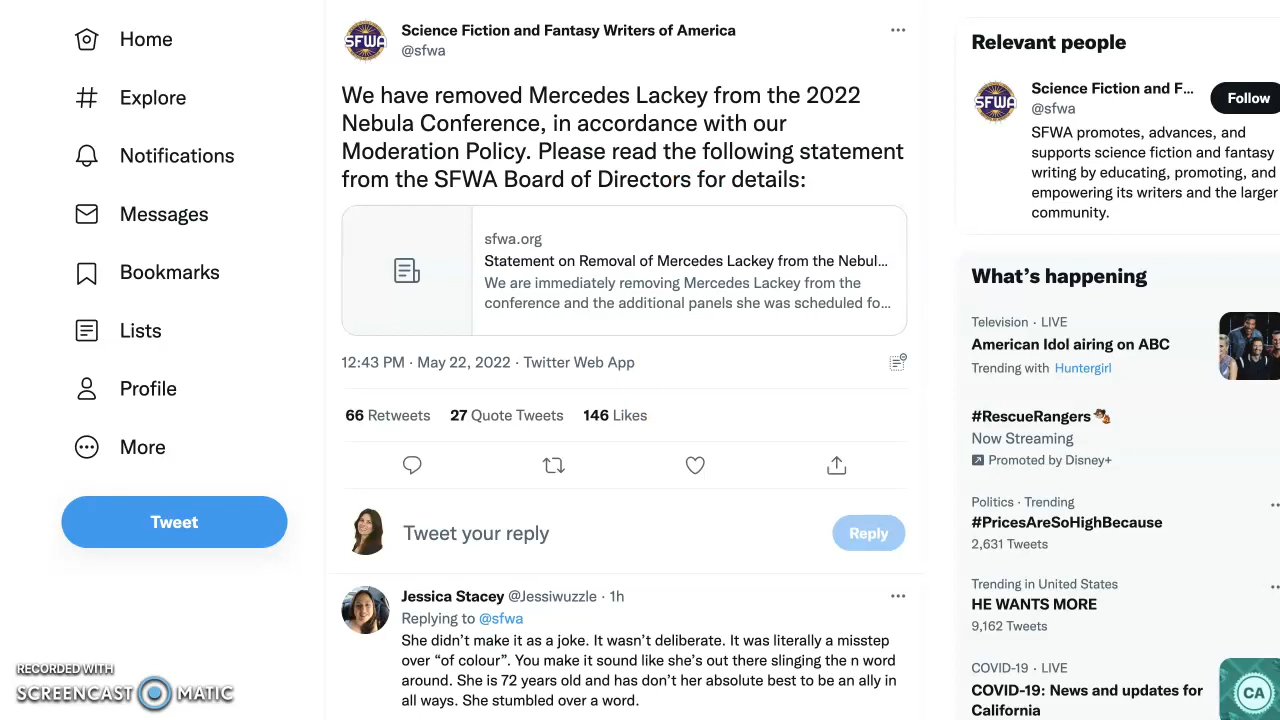 Home
Explore
Notifications
Messages
Bookmarks
Lists
Profile
More
Tweet
SFWA
Science Fiction and Fantasy Writers of America
@sfwa
We have removed Mercedes Lackey from the 2022
Nebula Conference, in accordance with our
Moderation Policy. Please read the following statement
from the SFWA Board of Directors for details:
sfwa.org
Statement on Removal of Mercedes Lackey from the Nebul...
We are immediately removing Mercedes Lackey from the
conference and the additional panels she was scheduled fo...
12:43 PM · May 22, 2022 · Twitter Web App
66 Retweets 27 Quote Tweets 146 Likes
Tweet your reply
Reply
Jessica Stacey @Jessiwuzzle · 1h
Replying to @sfwa
She didn't make it as a joke. It wasn't deliberate. It was literally a misstep
over "of colour". You make it sound like she's out there slinging the n word
around. She is 72 years old and has don't her absolute best to be an ally in
all ways. She stumbled over a word.
Relevant people
SFWA
Science Fiction and F...
@sfwa
Follow
SFWA promotes, advances, and
supports science fiction and fantasy
writing by educating, promoting, and
empowering its writers and the larger
community.
What's happening
Television · LIVE
American Idol airing on ABC
Trending with Huntergirl
#RescueRangers
Now Streaming
Promoted by Disney+
Politics · Trending
#PricesAreSoHighBecause
2,631 Tweets
Trending in United States
HE WANTS MORE
9,162 Tweets
COVID-19 · LIVE
COVID-19: News and updates for
California
CA
RECORDED WITH
SCREENCAST MATIC